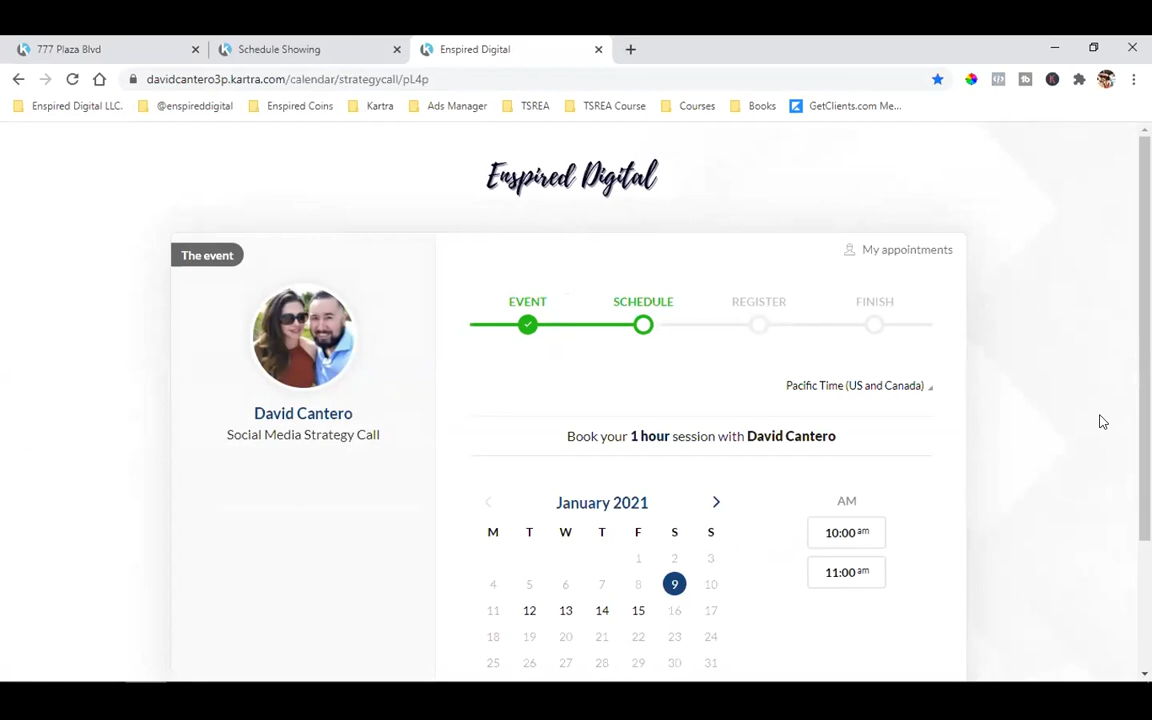 777 Plaza Blvd
Schedule Showing
Enspired Digital
davidcantero3p.kartra.com/calendar/strategycall/pL4p
Enspired Digital LLC.
@enspireddigital
Enspired Coins
Kartra
Ads Manager
TSREA
TSREA Course
Courses
Books
GetClients.com Me...
Enspired Digital
The event
My appointments
EVENT SCHEDULE REGISTER FINISH
David Cantero
Social Media Strategy Call
Pacific Time (US and Canada)
Book your 1 hour session with David Cantero
January 2021
M T W T F S S
1 2 3
4 5 6 7 8 9 10
11 12 13 14 15 16 17
18 19 20 21 22 23 24
25 26 27 28 29 30 31
AM
10:00 am
11:00 am